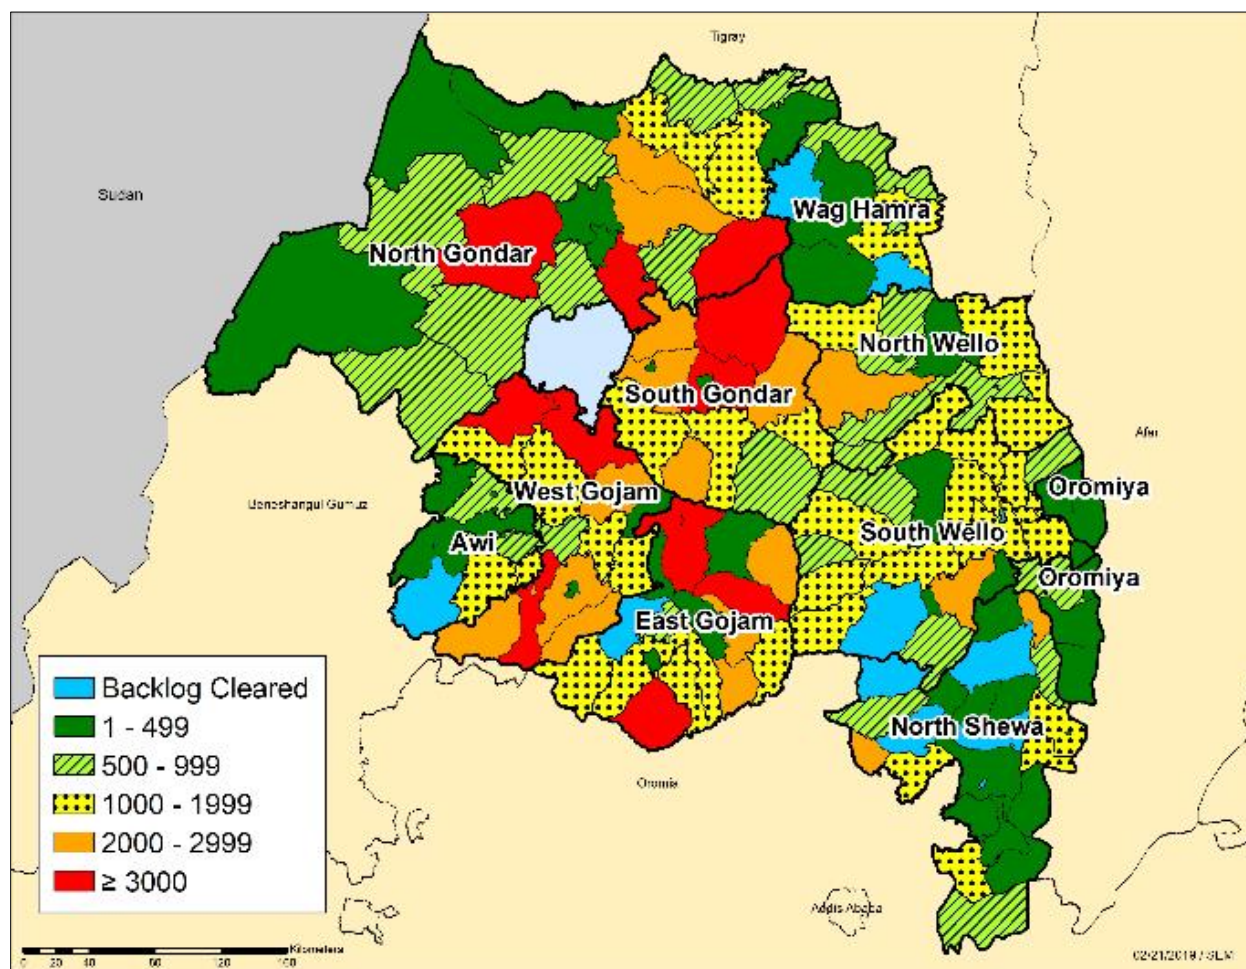 Tigray
Sudan
Wag Hamra
North Gondar
North Wello
South Gondar
Afar
Oromiya
West Gojam
Beneshangul Gumuz
South Wello
Awi
Oromiya
East Gojam
Backlog Cleared
1 - 499
500 - 999
1000 - 1999
2000 - 2999
≥ 3000
North Shewa
Oromia
Addis Ababa
Kilometers
0 20 40 80 120 160
02/21/2019 / SEM